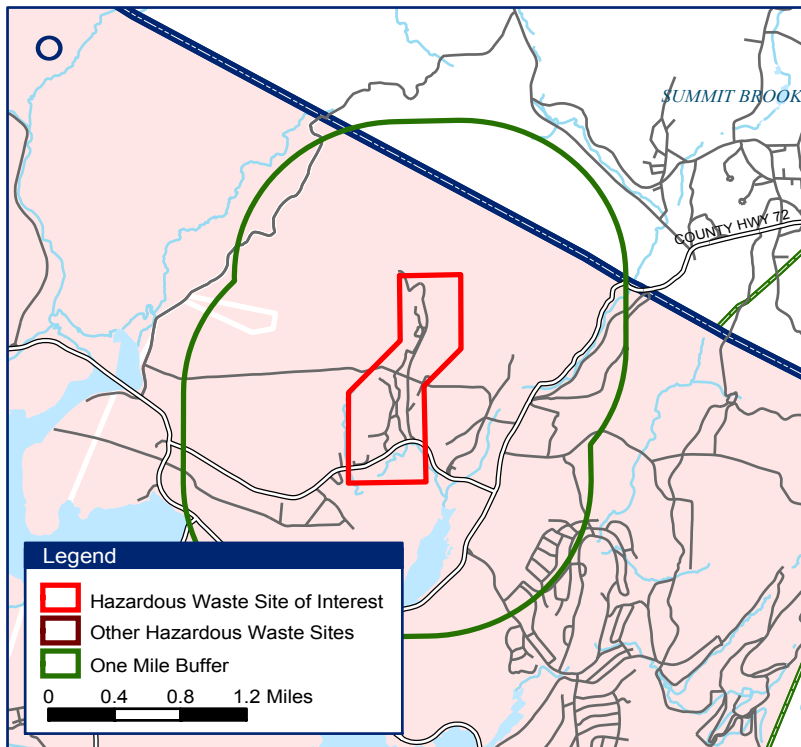 SUMMIT BROOK
COUNTY HWY 72
Legend
Hazardous Waste Site of Interest
Other Hazardous Waste Sites
One Mile Buffer
0 0.4 0.8 1.2 Miles